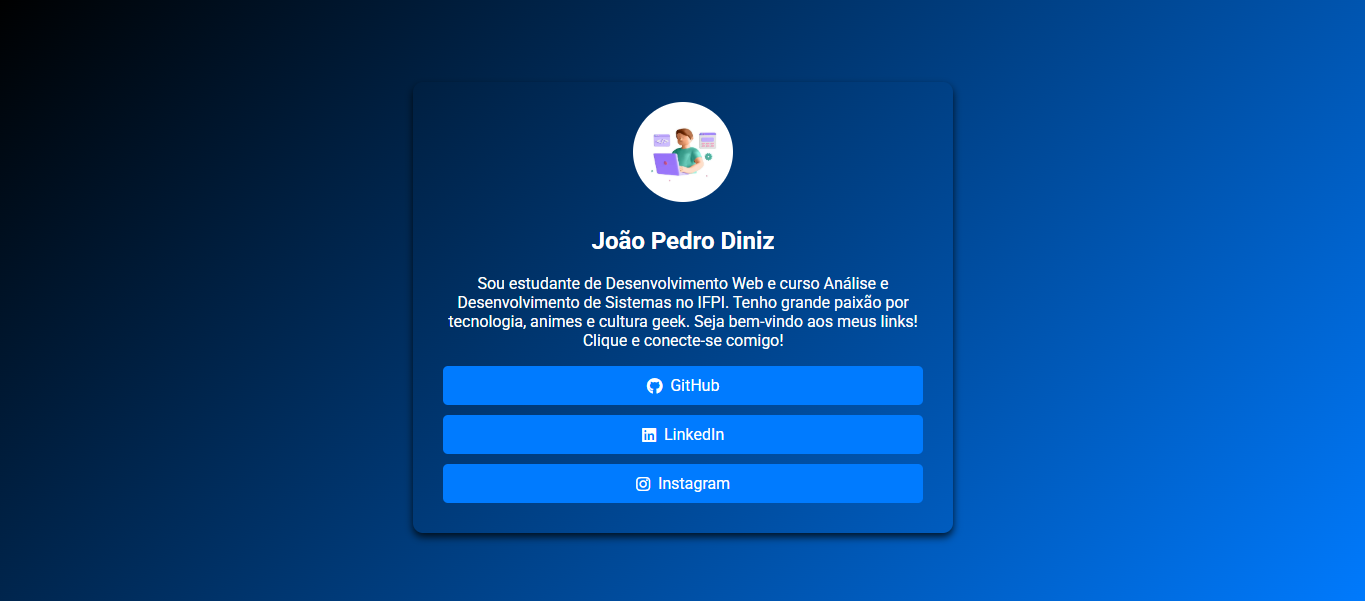 João Pedro Diniz
Sou estudante de Desenvolvimento Web e curso Análise e
Desenvolvimento de Sistemas no IFPI. Tenho grande paixão por
tecnologia, animes e cultura geek. Seja bem-vindo aos meus links!
Clique e conecte-se comigo!
GitHub
LinkedIn
Instagram